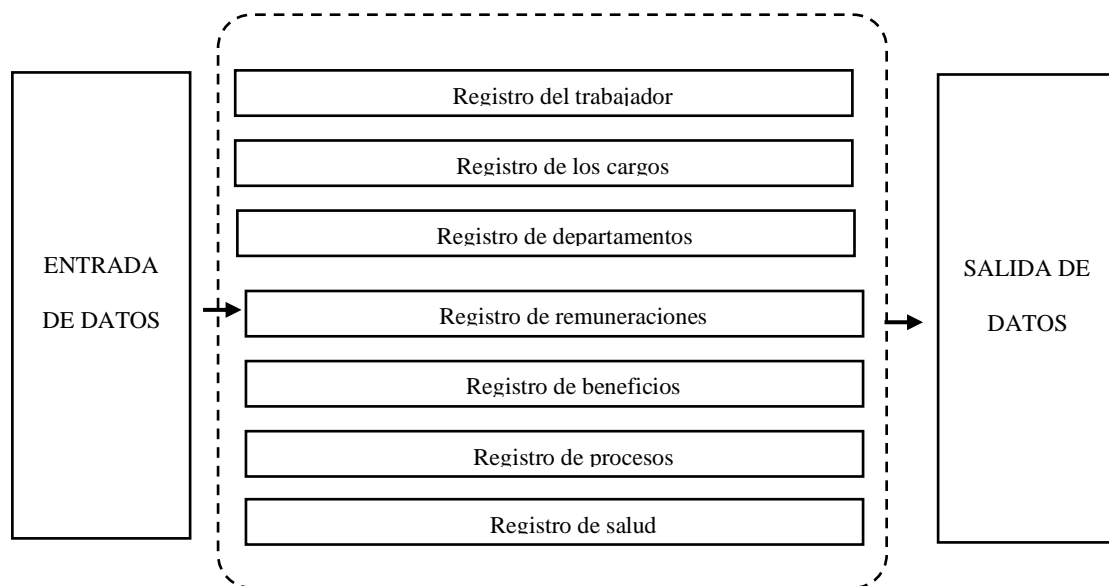 ENTRADA
DE DATOS
Registro del trabajador
Registro de los cargos
Registro de departamentos
Registro de remuneraciones
Registro de beneficios
Registro de procesos
Registro de salud
SALIDA DE
DATOS